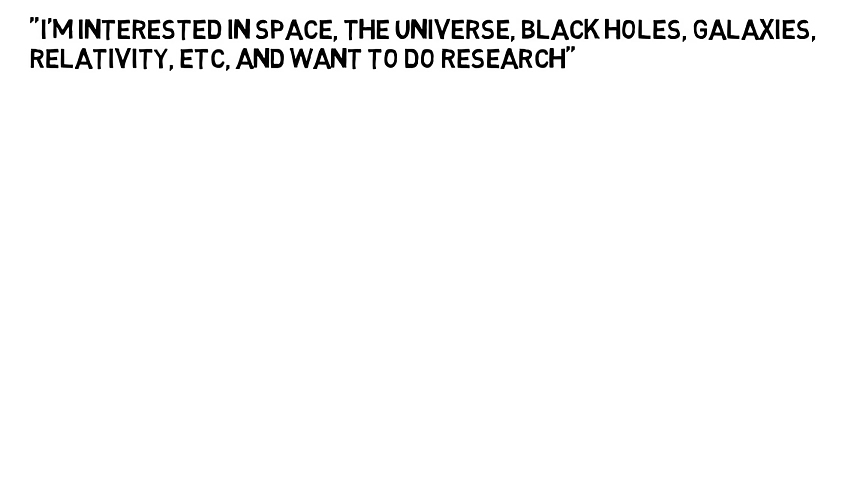 "I'M INTERESTED IN SPACE, THE UNIVERSE, BLACK HOLES, GALAXIES,
RELATIVITY, ETC, AND WANT TO DO RESEARCH"